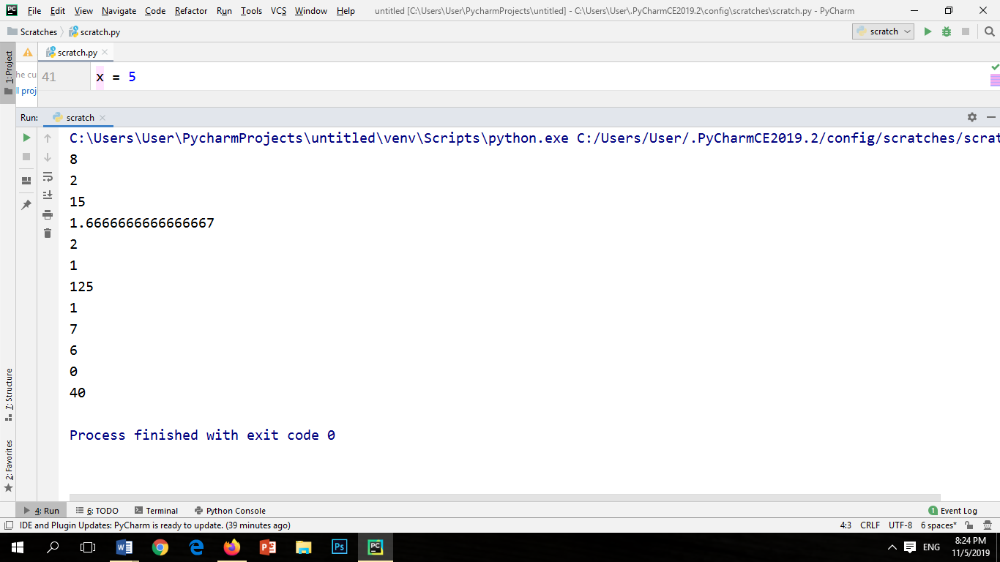 PC File Edit View Navigate Code Refactor Run Tools VCS Window Help untitled [C:\Users\User\PycharmProjects\untitled] - C:\Users\User\.PyCharmCE2019.2\config\scratches\scratch.py - PyCharm
Scratches scratch.py scratch
1: Project
scratch.py
he cu
41 x = 5
l proj
Run: scratch
C:\Users\User\PycharmProjects\untitled\venv\Scripts\python.exe C:/Users/User/.PyCharmCE2019.2/config/scratches/scrat
8
2
15
1.6666666666666667
2
1
125
1
7
6
0
40
Process finished with exit code 0
7: Structure
2: Favorites
4: Run 6: TODO Terminal Python Console 1 Event Log
IDE and Plugin Updates: PyCharm is ready to update. (39 minutes ago) 4:3 CRLF UTF-8 6 spaces*
Ps PC ENG 8:24 PM
11/5/2019